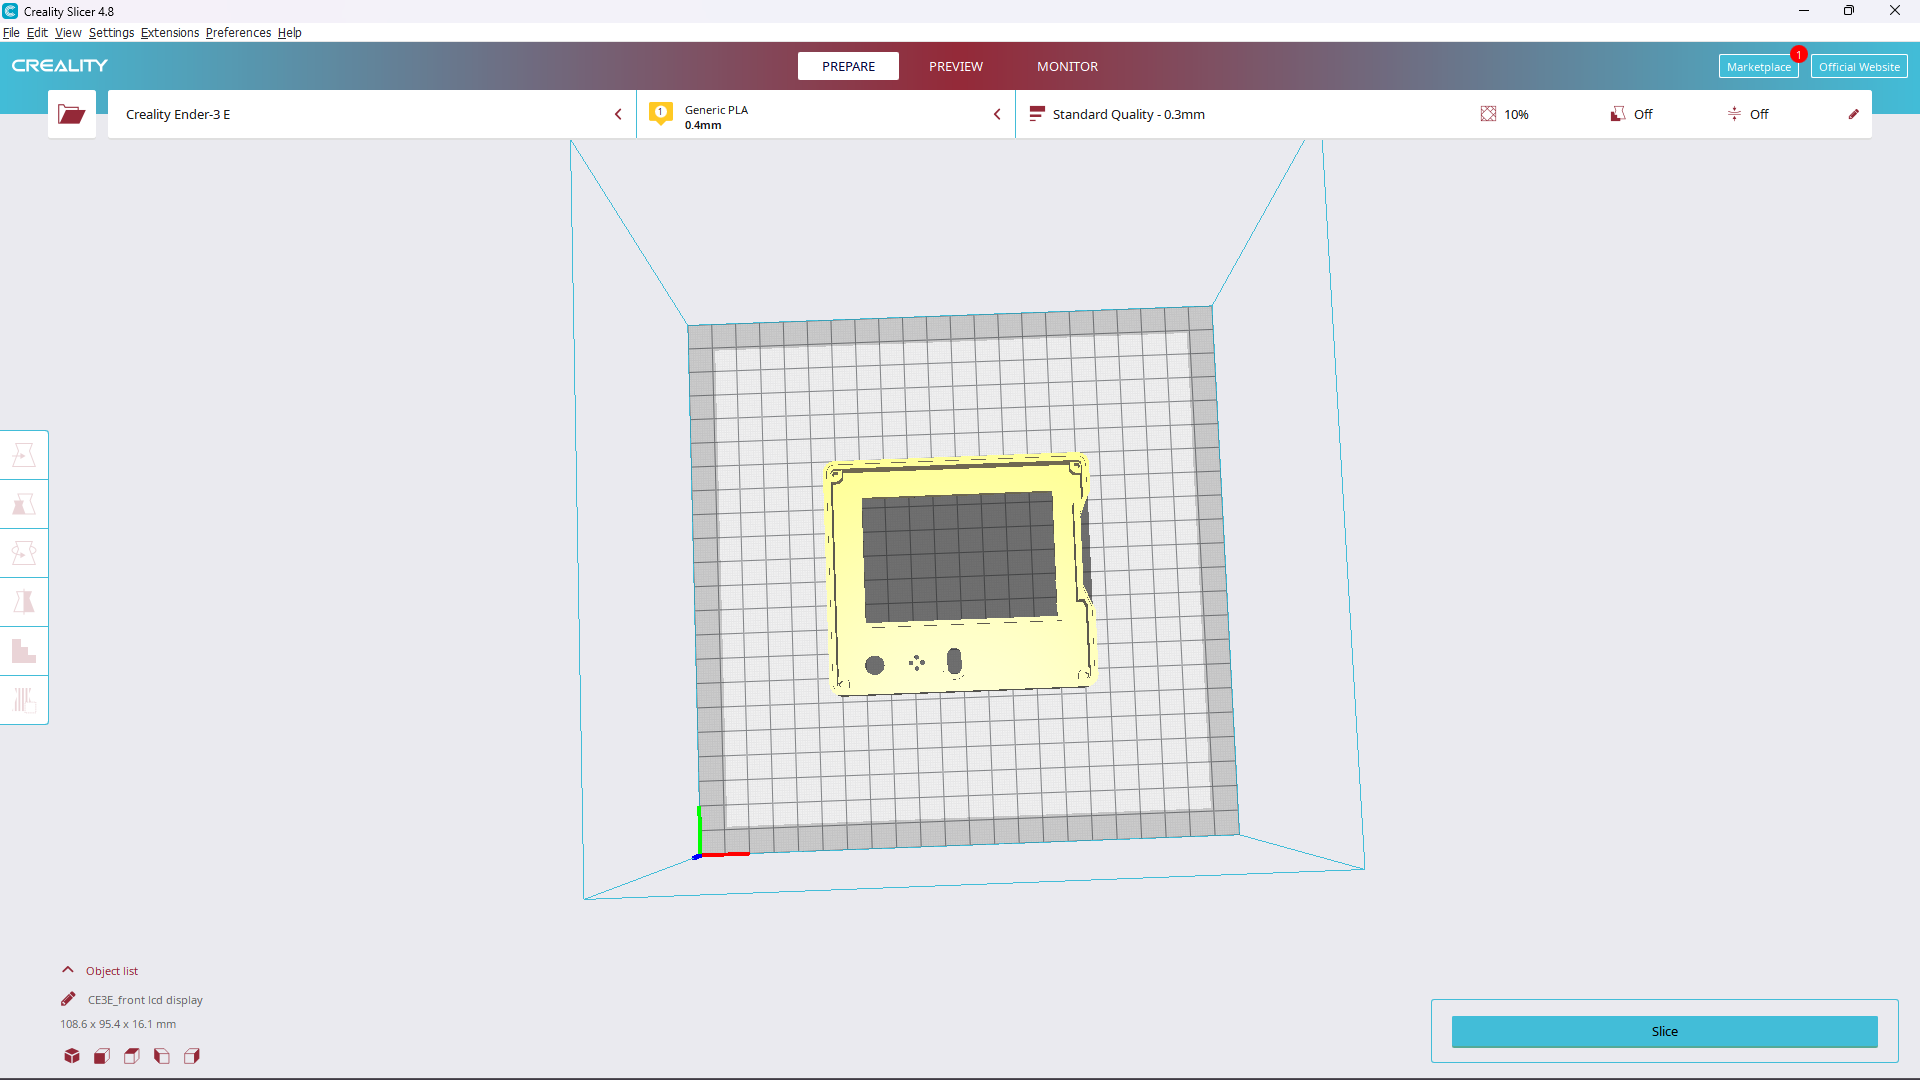 Creality Slicer 4.8
File Edit View Settings Extensions Preferences Help
CREALITY
PREPARE PREVIEW MONITOR
Marketplace 1 Official Website
Creality Ender-3 E
1 Generic PLA
0.4mm
Standard Quality - 0.3mm
10% Off Off
Object list
CE3E_front lcd display
108.6 x 95.4 x 16.1 mm
Slice